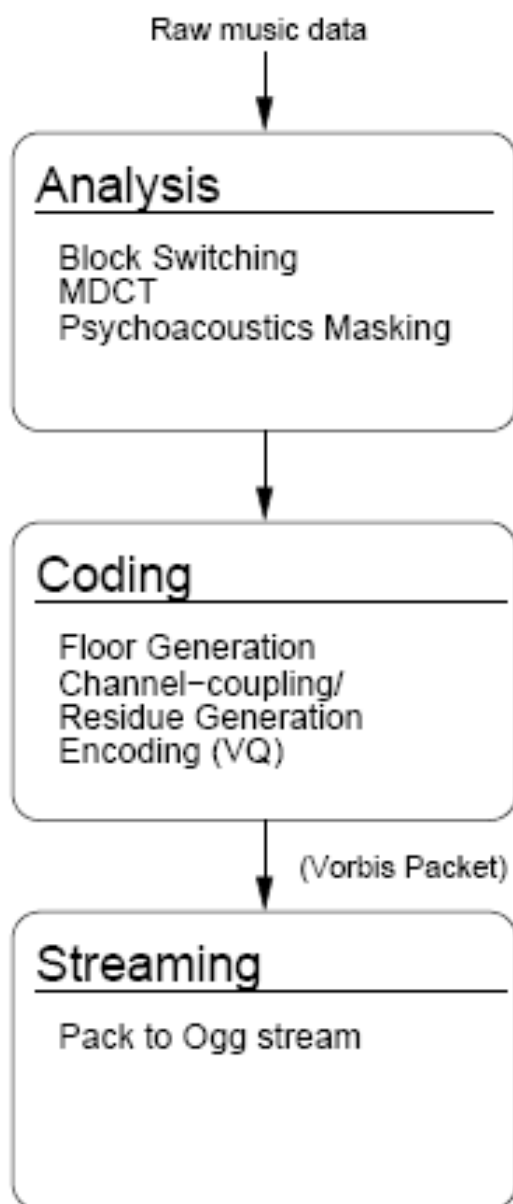 Raw music data
Analysis
Block Switching
MDCT
Psychoacoustics Masking
Coding
Floor Generation
Channel-coupling/
Residue Generation
Encoding (VQ)
(Vorbis Packet)
Streaming
Pack to Ogg stream